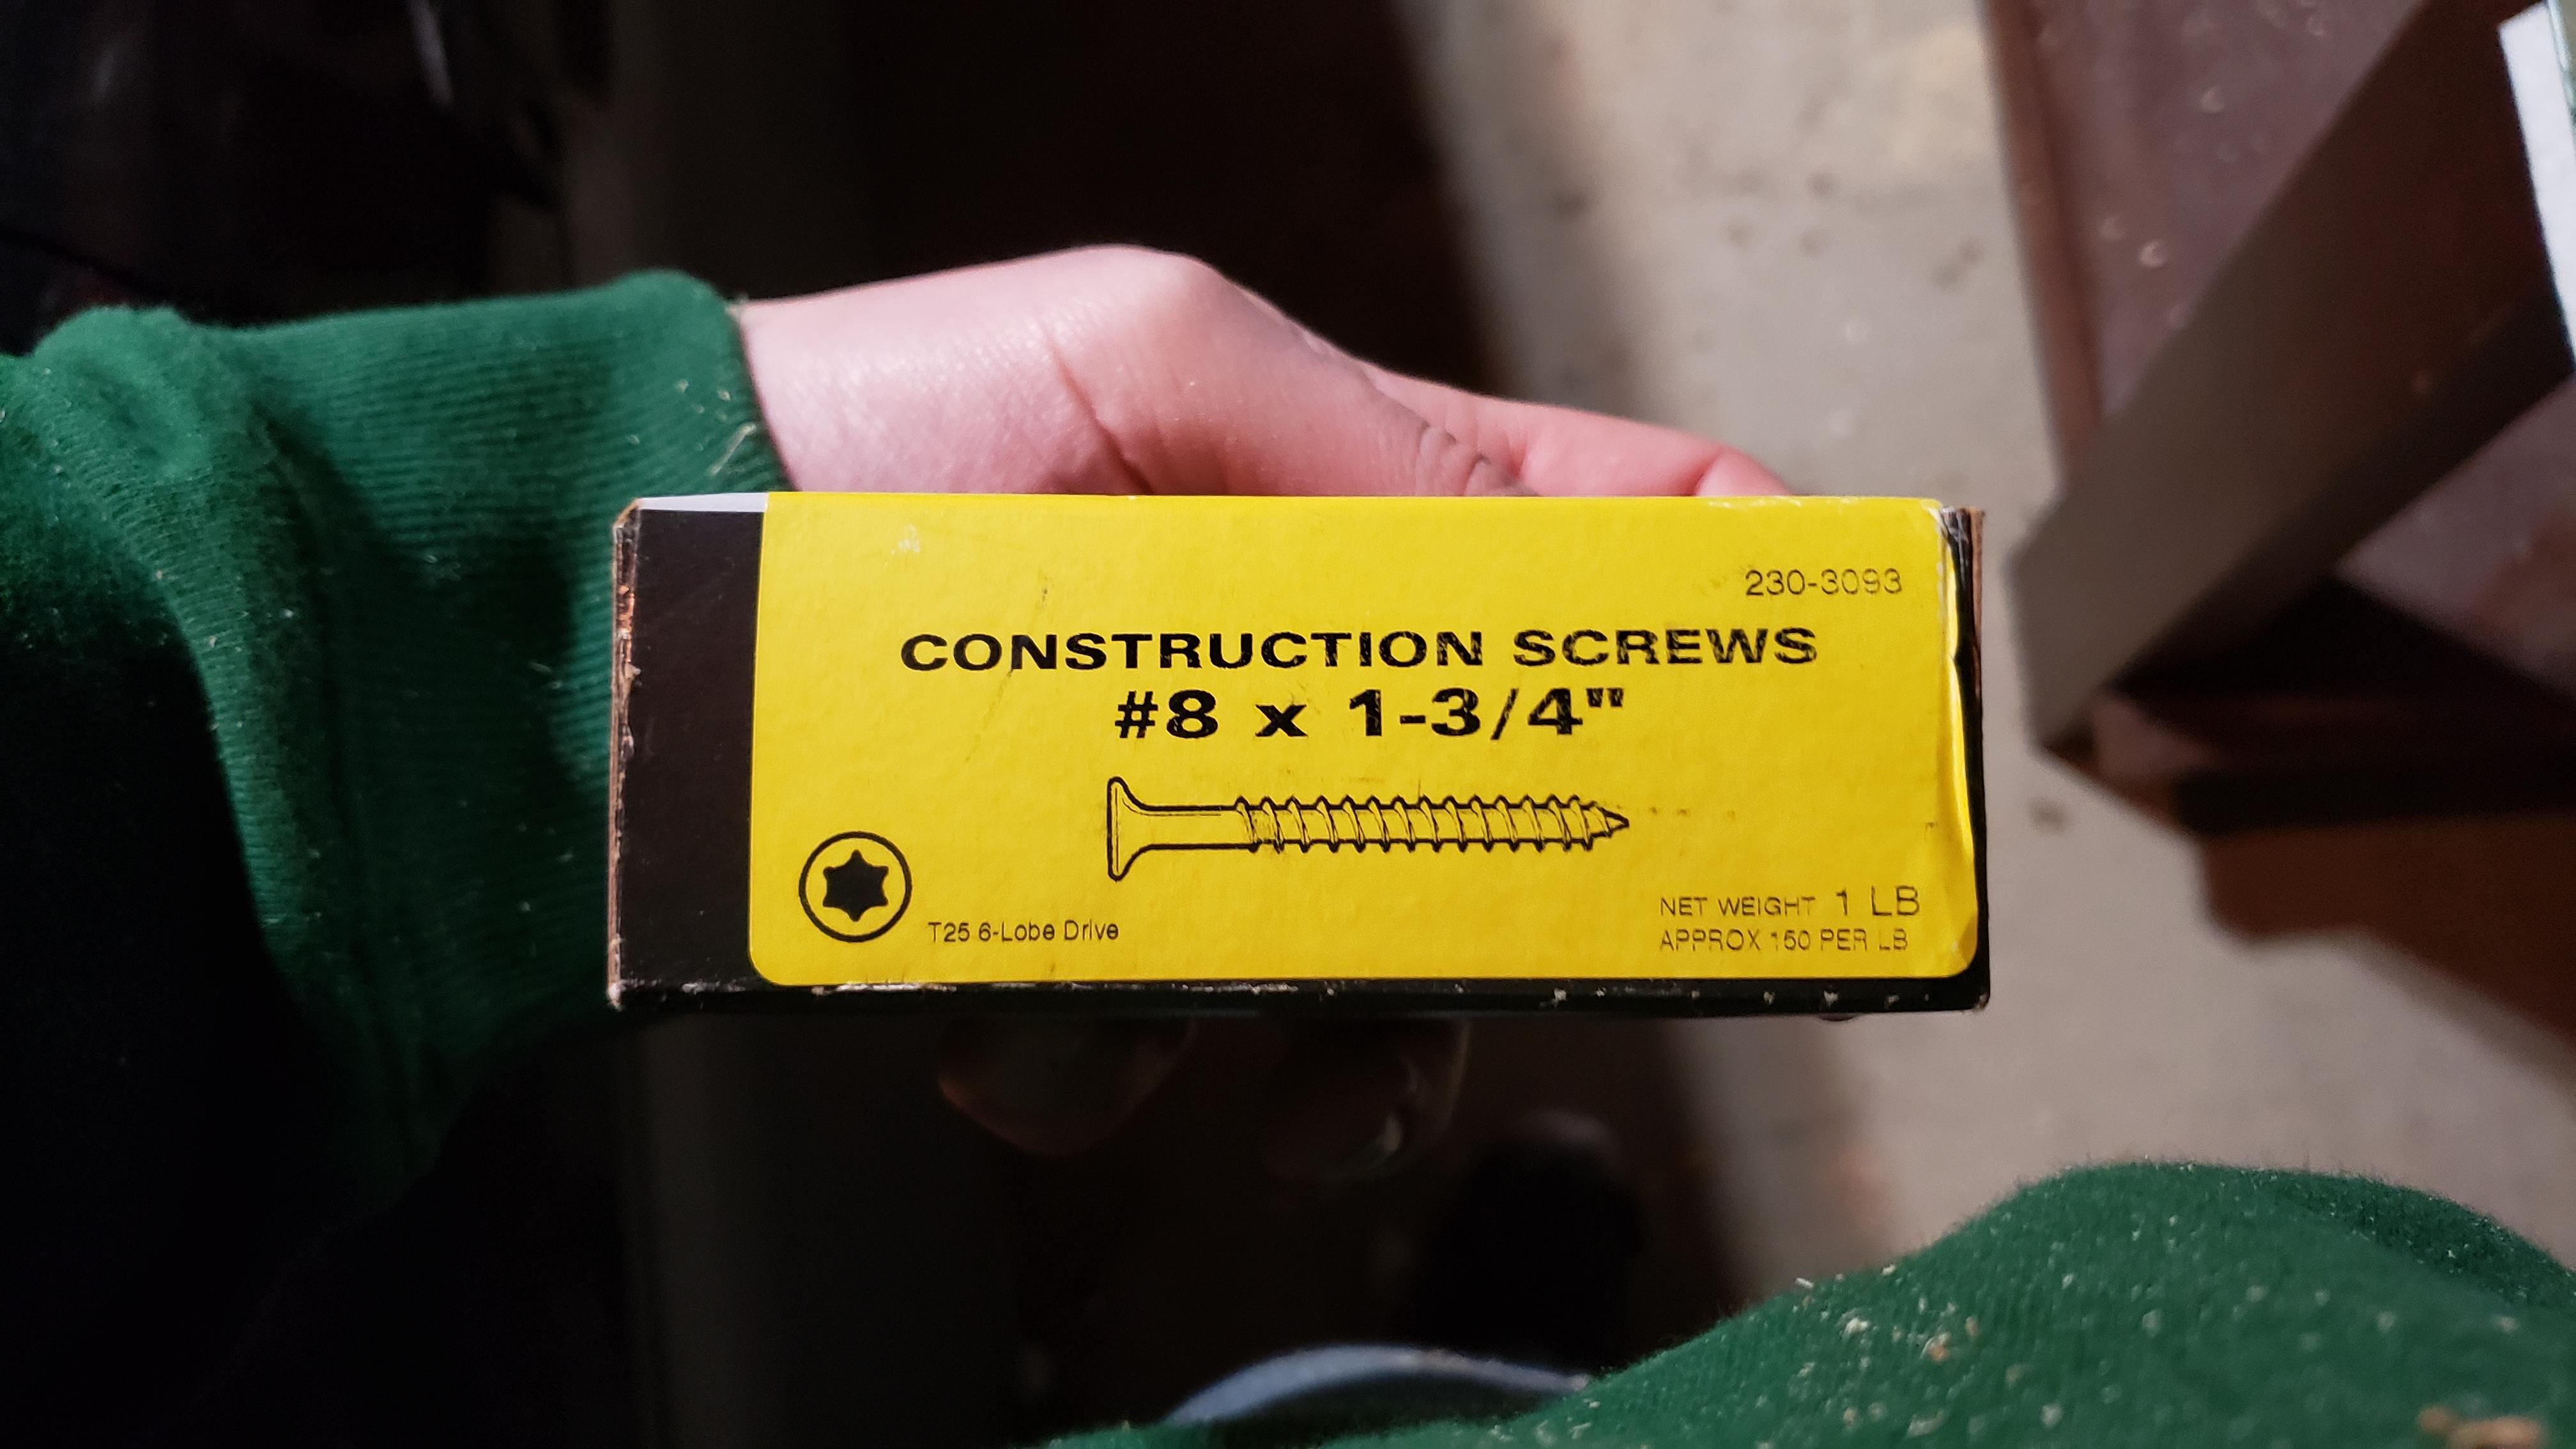 230-3093
CONSTRUCTION SCREWS
#8 x 1-3/4"
T25 6-Lobe Drive
NET WEIGHT 1 LB
APPROX 150 PER LB